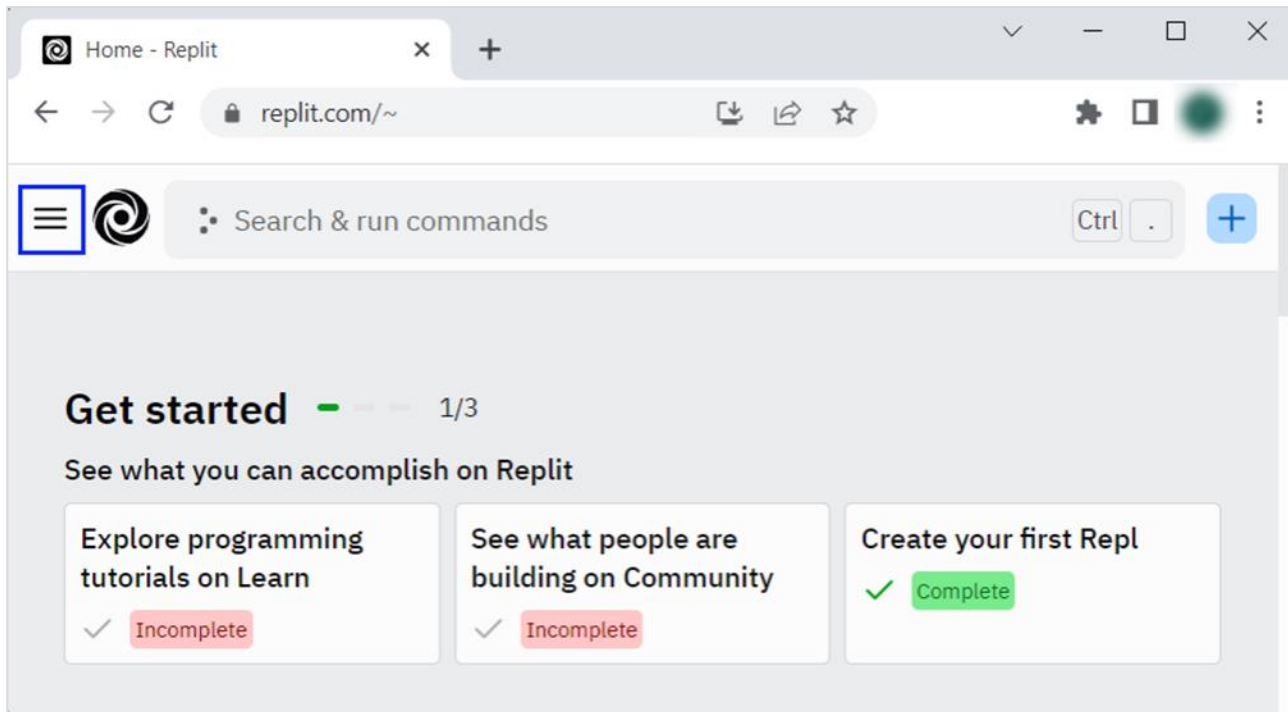 Home - Replit
replit.com/~
Search & run commands
Ctrl .
Get started 1/3
See what you can accomplish on Replit
Explore programming
tutorials on Learn
Incomplete
See what people are
building on Community
Incomplete
Create your first Repl
Complete